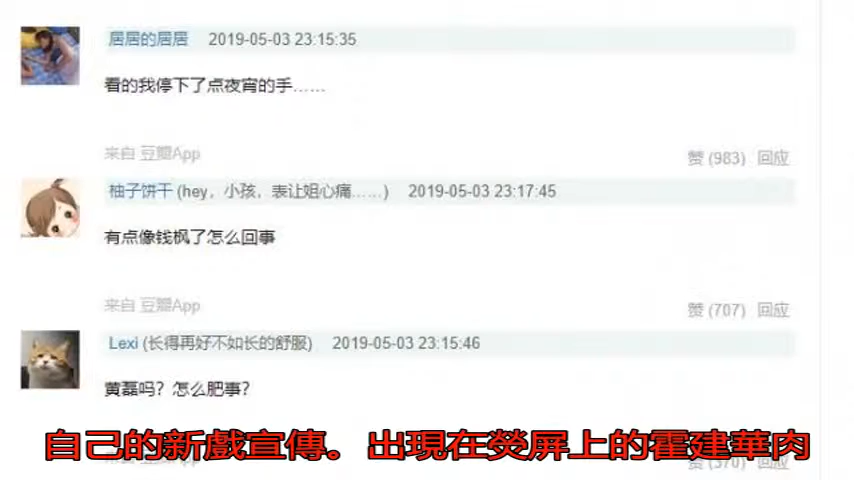 居居的居居 2019-05-03 23:15:35
看的我停下了点夜宵的手……
来自 豆瓣App
赞 (983) 回应
柚子饼干 (hey，小孩，表让姐心痛……) 2019-05-03 23:17:45
有点像钱枫了怎么回事
来自 豆瓣App
赞 (707) 回应
Lexi (长得再好不如长的舒服) 2019-05-03 23:15:46
黄磊吗？怎么肥事？
自己的新戲宣傳。出現在熒屏上的霍建華肉
赞 (370) 回应